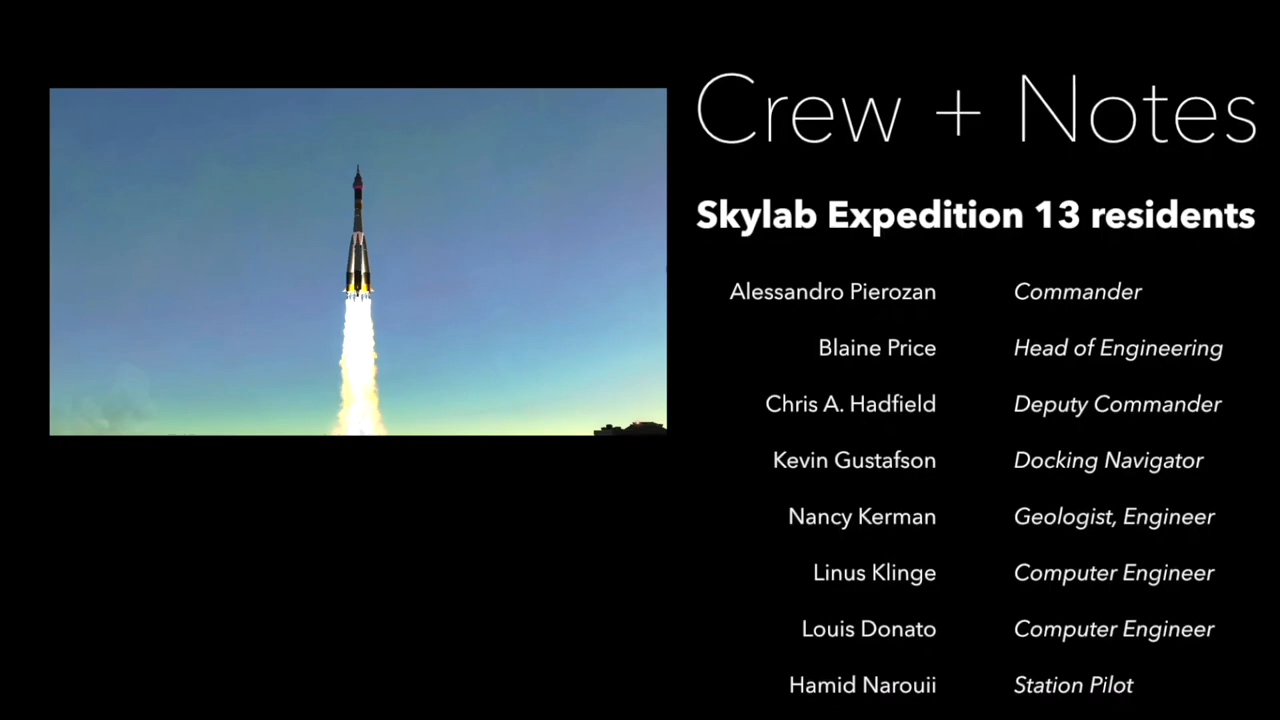 Crew + Notes
Skylab Expedition 13 residents
Alessandro Pierozan Commander
Blaine Price Head of Engineering
Chris A. Hadfield Deputy Commander
Kevin Gustafson Docking Navigator
Nancy Kerman Geologist, Engineer
Linus Klinge Computer Engineer
Louis Donato Computer Engineer
Hamid Narouii Station Pilot